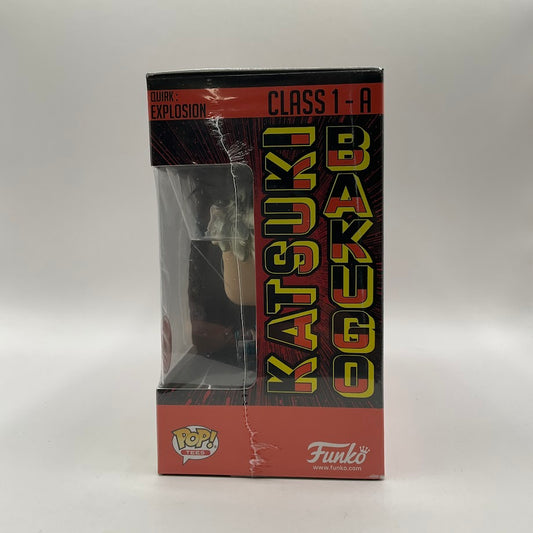 QUIRK:
EXPLOSION
CLASS 1-A
KATSUKI
BAKUGO
POP!
TEES
Funko
www.funko.com